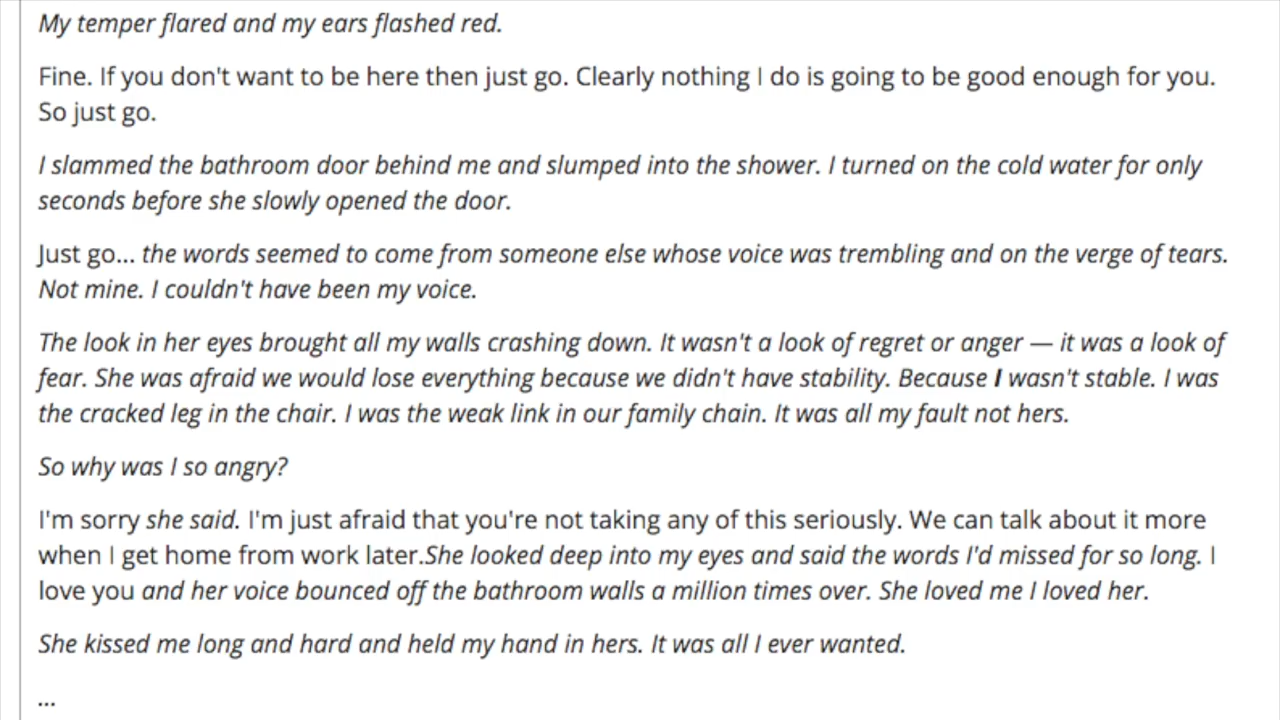 My temper flared and my ears flashed red.
Fine. If you don't want to be here then just go. Clearly nothing I do is going to be good enough for you.
So just go.
I slammed the bathroom door behind me and slumped into the shower. I turned on the cold water for only
seconds before she slowly opened the door.
Just go... the words seemed to come from someone else whose voice was trembling and on the verge of tears.
Not mine. I couldn't have been my voice.
The look in her eyes brought all my walls crashing down. It wasn't a look of regret or anger — it was a look of
fear. She was afraid we would lose everything because we didn't have stability. Because I wasn't stable. I was
the cracked leg in the chair. I was the weak link in our family chain. It was all my fault not hers.
So why was I so angry?
I'm sorry she said. I'm just afraid that you're not taking any of this seriously. We can talk about it more
when I get home from work later.She looked deep into my eyes and said the words I'd missed for so long. I
love you and her voice bounced off the bathroom walls a million times over. She loved me I loved her.
She kissed me long and hard and held my hand in hers. It was all I ever wanted.
...